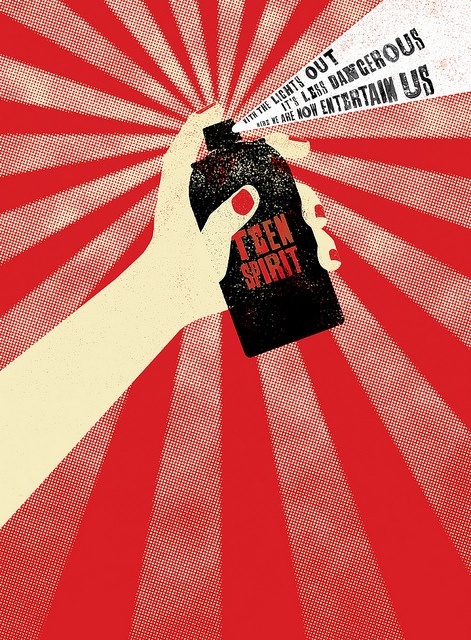 WITH THE LIGHTS OUT
IT'S LESS DANGEROUS
HERE WE ARE NOW ENTERTAIN US
TEEN
SPIRIT